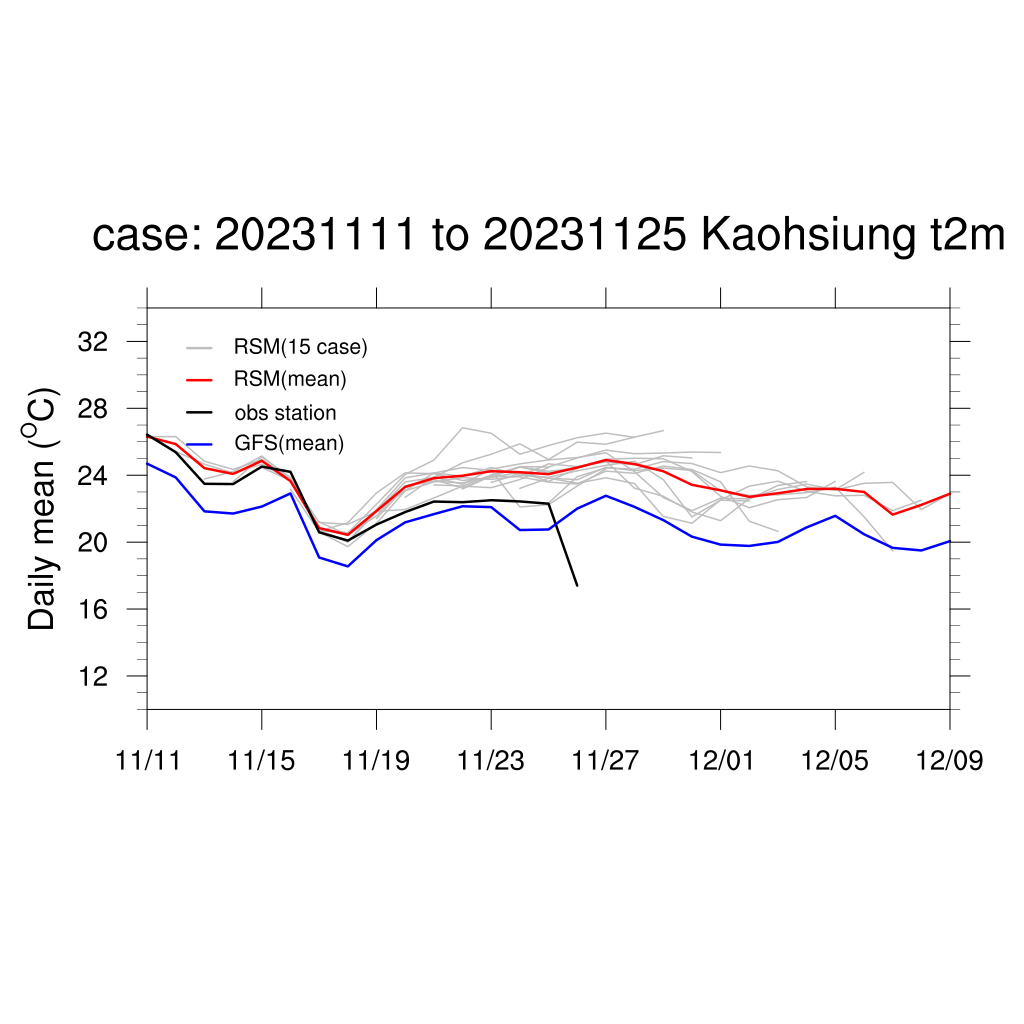 case: 20231111 to 20231125 Kaohsiung t2m
Daily mean (°C)
32
28
24
20
16
12
RSM(15 case)
RSM(mean)
obs station
GFS(mean)
11/11 11/15 11/19 11/23 11/27 12/01 12/05 12/09